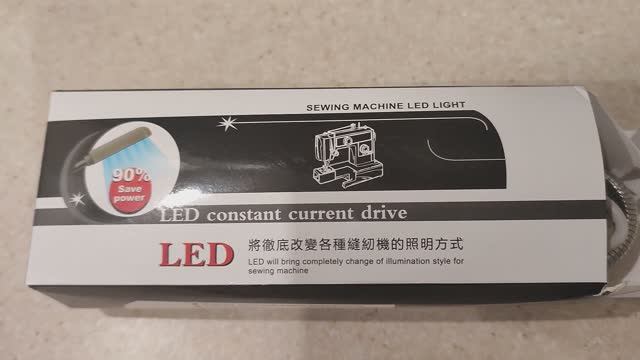 SEWING MACHINE LED LIGHT
90%
Save
power
LED constant current drive
LED
將徹底改變各種縫紉機的照明方式
LED will bring completely change of illumination style for
sewing machine